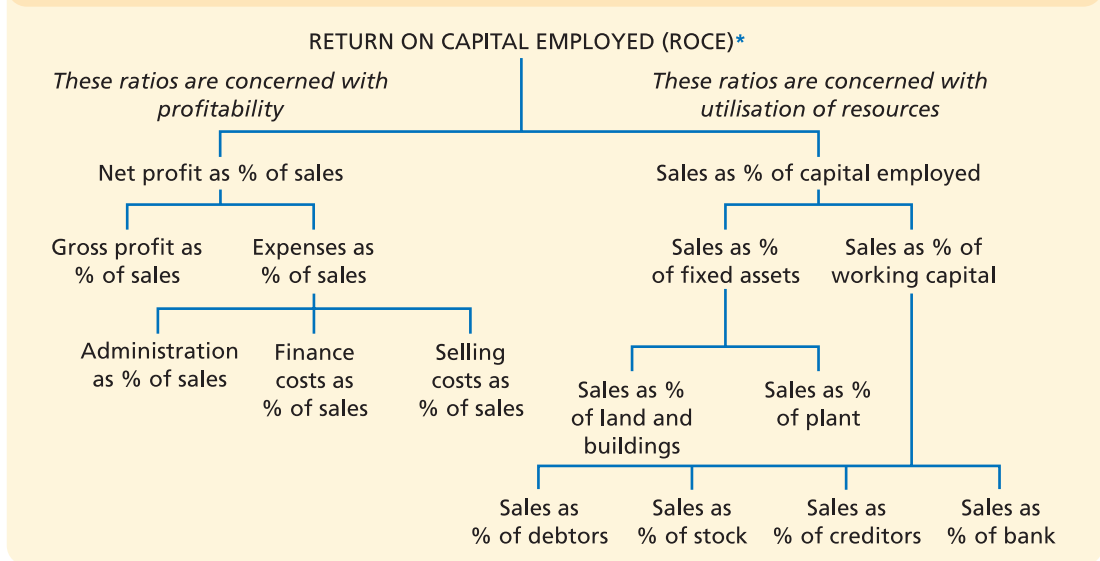 RETURN ON CAPITAL EMPLOYED (ROCE)*
These ratios are concerned with
profitability
These ratios are concerned with
utilisation of resources
Net profit as % of sales
Sales as % of capital employed
Gross profit as
% of sales
Expenses as
% of sales
Sales as %
of fixed assets
Sales as % of
working capital
Administration
as % of sales
Finance
costs as
% of sales
Selling
costs as
% of sales
Sales as %
of land and
buildings
Sales as %
of plant
Sales as
% of debtors
Sales as
% of stock
Sales as
% of creditors
Sales as
% of bank